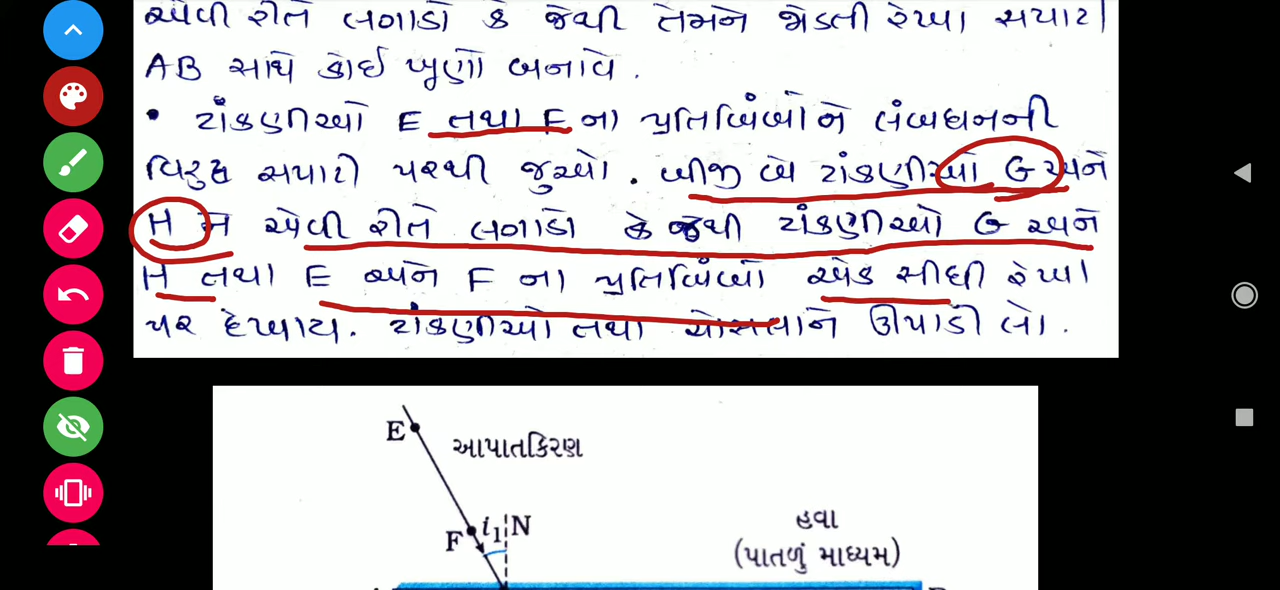 એવી રીતે લગાડો કે જેથી તેમને જોડતી રેખા સપાટી
AB સાથે કોઈ ખૂણો બનાવે.
• ટાંકણીઓ E તથા F ના પ્રતિબિંબોને લંબઘનની
વિરુદ્ધ સપાટી પરથી જુઓ. બીજી બે ટાંકણીઓ G અને
H ને એવી રીતે લગાડો કે જેથી ટાંકણીઓ G અને
H તથા E અને F ના પ્રતિબિંબો એક સીધી રેખા
પર દેખાય. ટાંકણીઓ તથા ચોસલાને ઊપાડી લો.
E
આપાતકિરણ
F i₁ N
હવા
(પાતળું માધ્યમ)